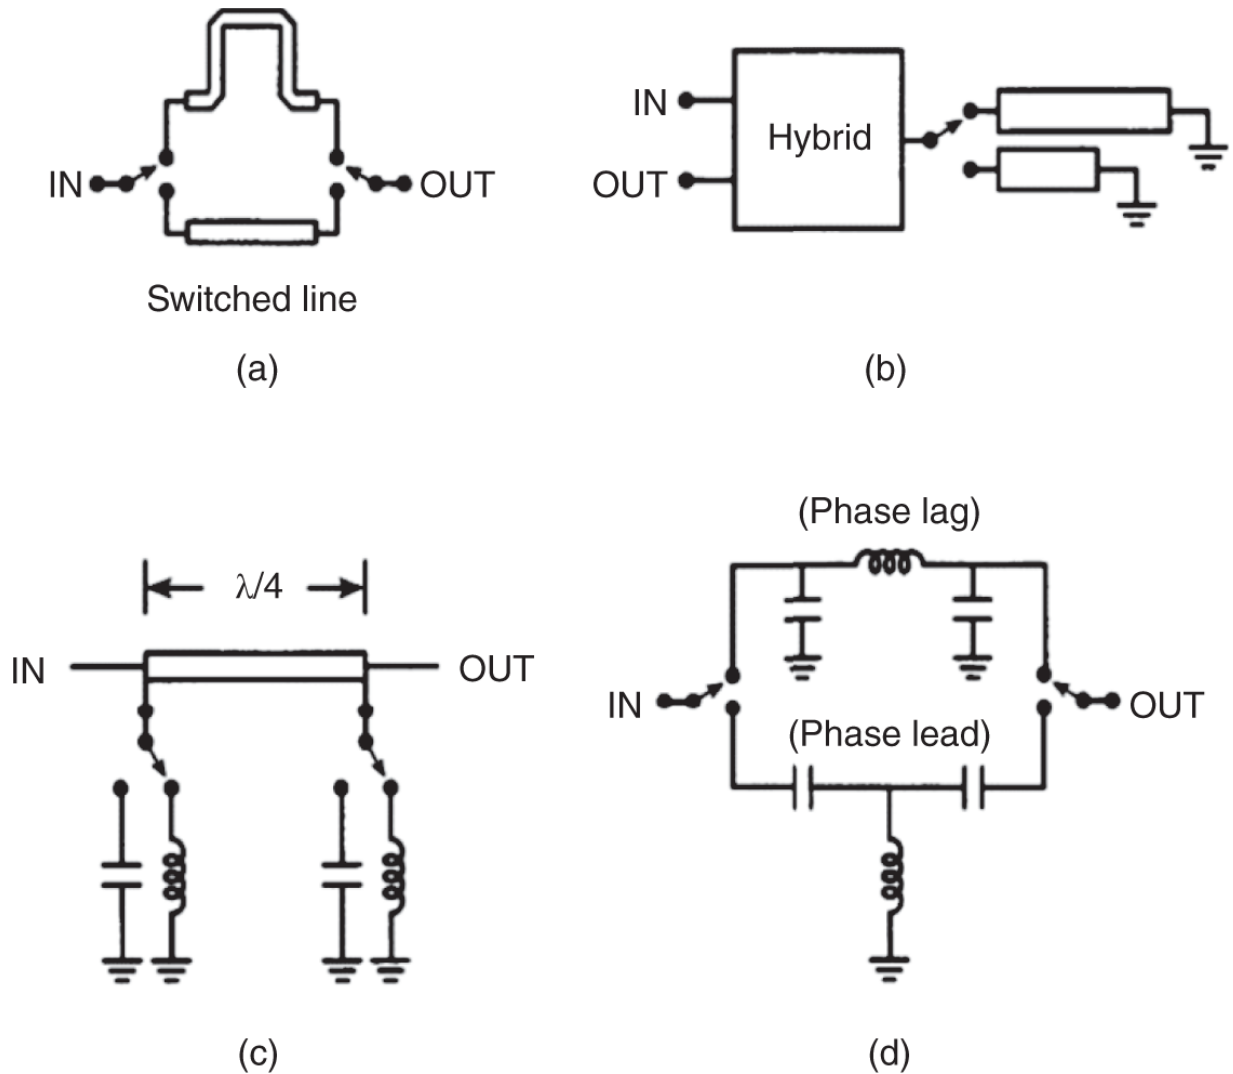 IN
OUT
Switched line
(a)
IN
OUT
Hybrid
(b)
λ/4
IN
OUT
(c)
(Phase lag)
IN
OUT
(Phase lead)
(d)